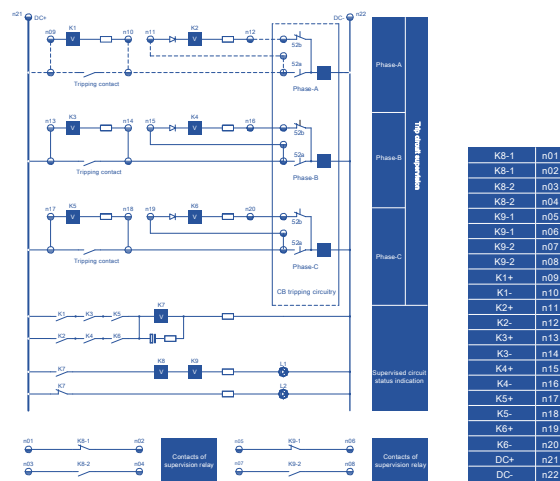 n21 DC+ DC- n22
n09 K1 n10 n11 K2 n12
V V
52b
52a
Tripping contact
Phase-A
Phase-A
n13 K3 n14 n15 K4 n16
V V
52b
52a
Tripping contact
Phase-B
Phase-B
Trip circuit supervision
n17 K5 n18 n19 K6 n20
V V
52b
52a
Tripping contact
Phase-C
Phase-C
CB tripping circuitry
K7
K1 K3 K5 V
K2 K4 K6
K7 K8 K9 L1
V V
K7 L2
Supervised circuit
status indication
n01 K8-1 n02
n03 K8-2 n04
Contacts of
supervision relay
n05 K9-1 n06
n07 K9-2 n08
Contacts of
supervision relay
K8-1 n01
K8-1 n02
K8-2 n03
K8-2 n04
K9-1 n05
K9-1 n06
K9-2 n07
K9-2 n08
K1+ n09
K1- n10
K2+ n11
K2- n12
K3+ n13
K3- n14
K4+ n15
K4- n16
K5+ n17
K5- n18
K6+ n19
K6- n20
DC+ n21
DC- n22